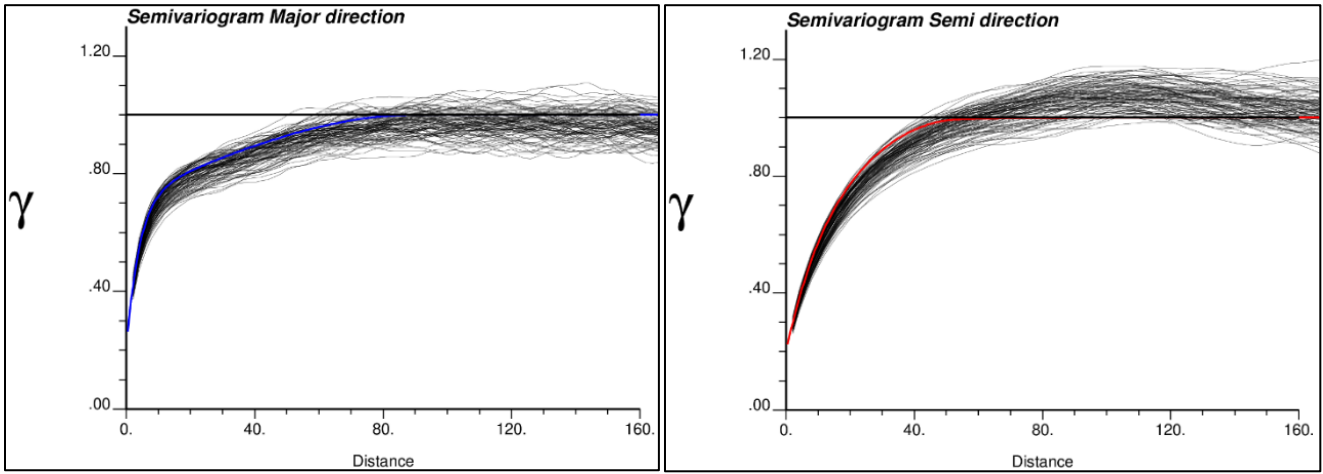 Semivariogram Major direction
1.20
.80
.40
.00
γ
0. 40. 80. 120. 160.
Distance
Semivariogram Semi direction
1.20
.80
.40
.00
γ
0. 40. 80. 120. 160.
Distance